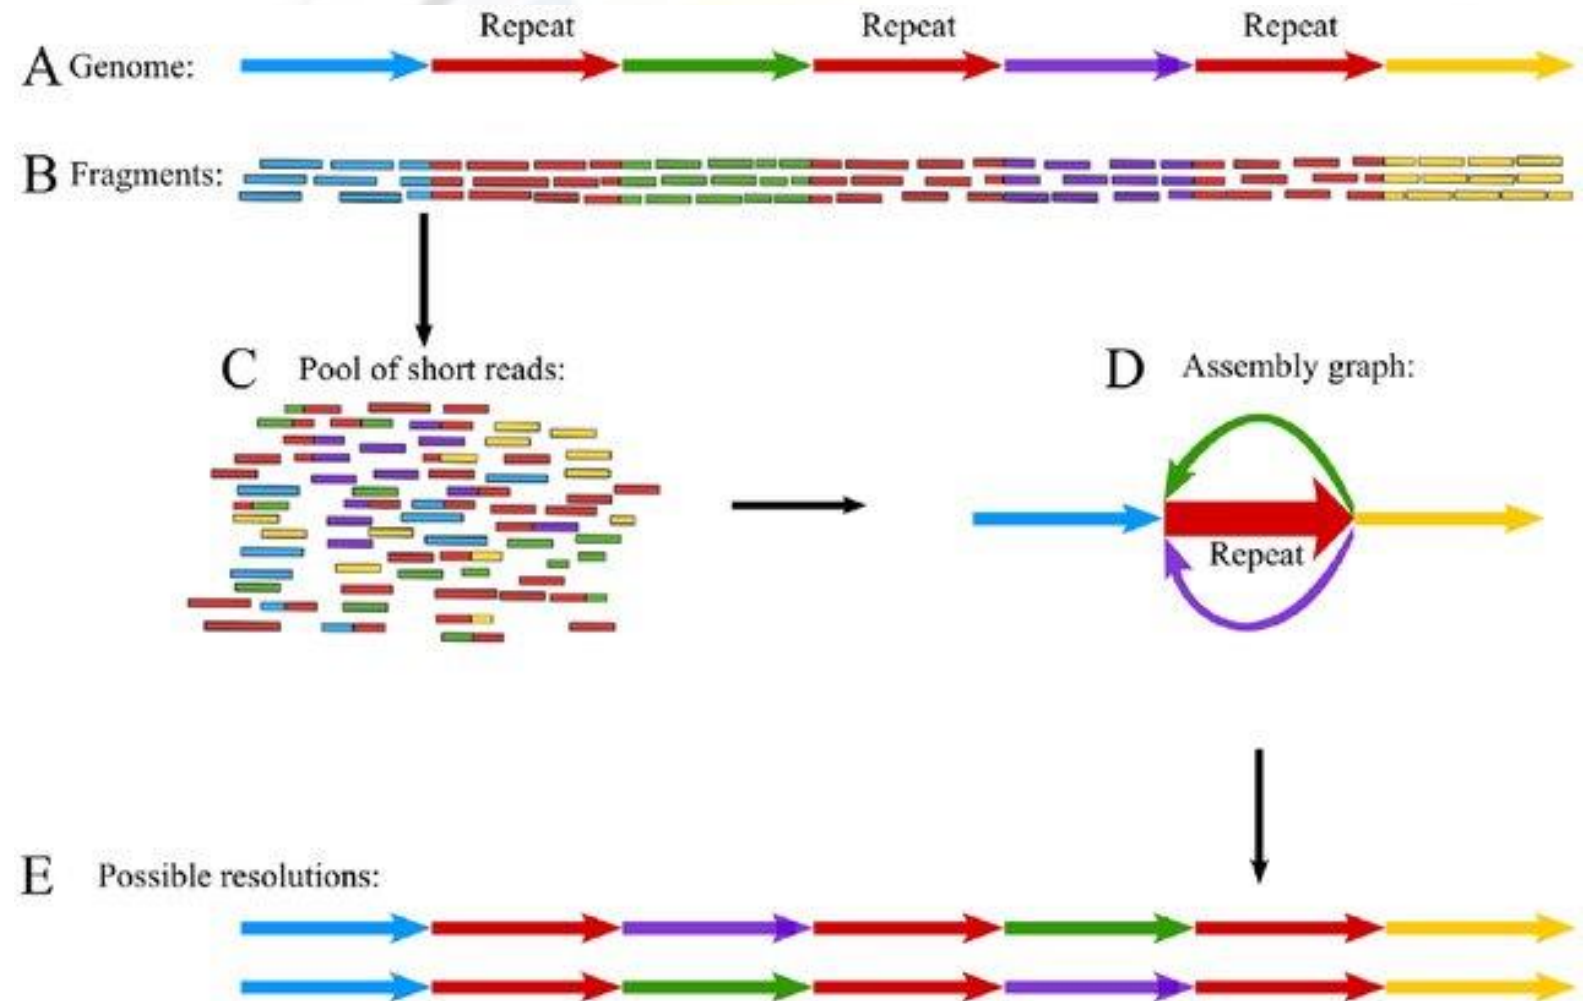 Repeat Repeat Repeat
A Genome:
B Fragments:
C Pool of short reads:
D Assembly graph:
Repeat
E Possible resolutions: